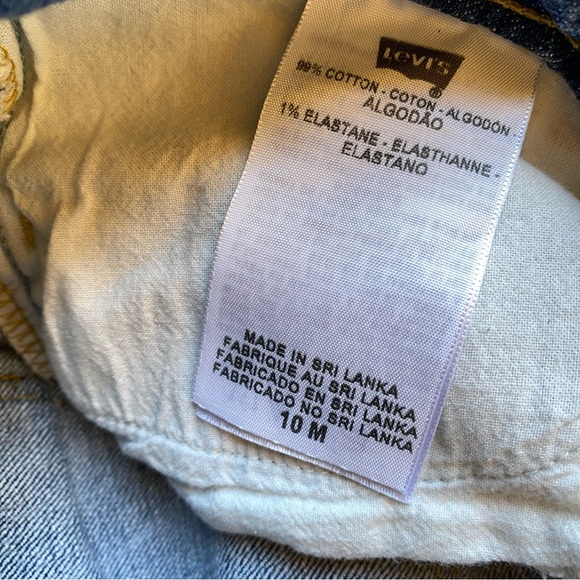 Levi's
®
99% COTTON - COTON - ALGODÓN -
ALGODÃO
1% ELASTANE - ELASTHANNE -
ELASTANO
MADE IN SRI LANKA
FABRIQUE AU SRI LANKA
FABRICADO EN SRI LANKA
FABRICADO NO SRI LANKA
10 M